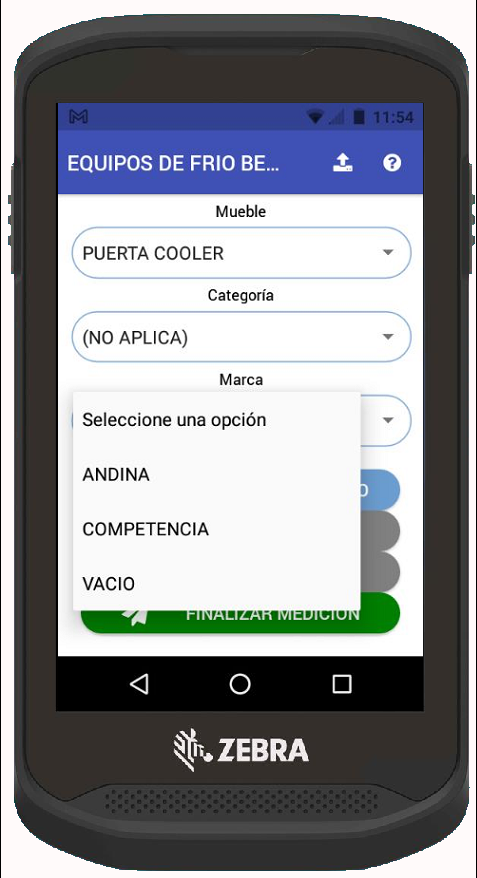 11:54
EQUIPOS DE FRIO BE...
Mueble
PUERTA COOLER
Categoría
(NO APLICA)
Marca
Seleccione una opción
ANDINA
COMPETENCIA
VACIO
FINALIZAR MEDICIÓN
ZEBRA